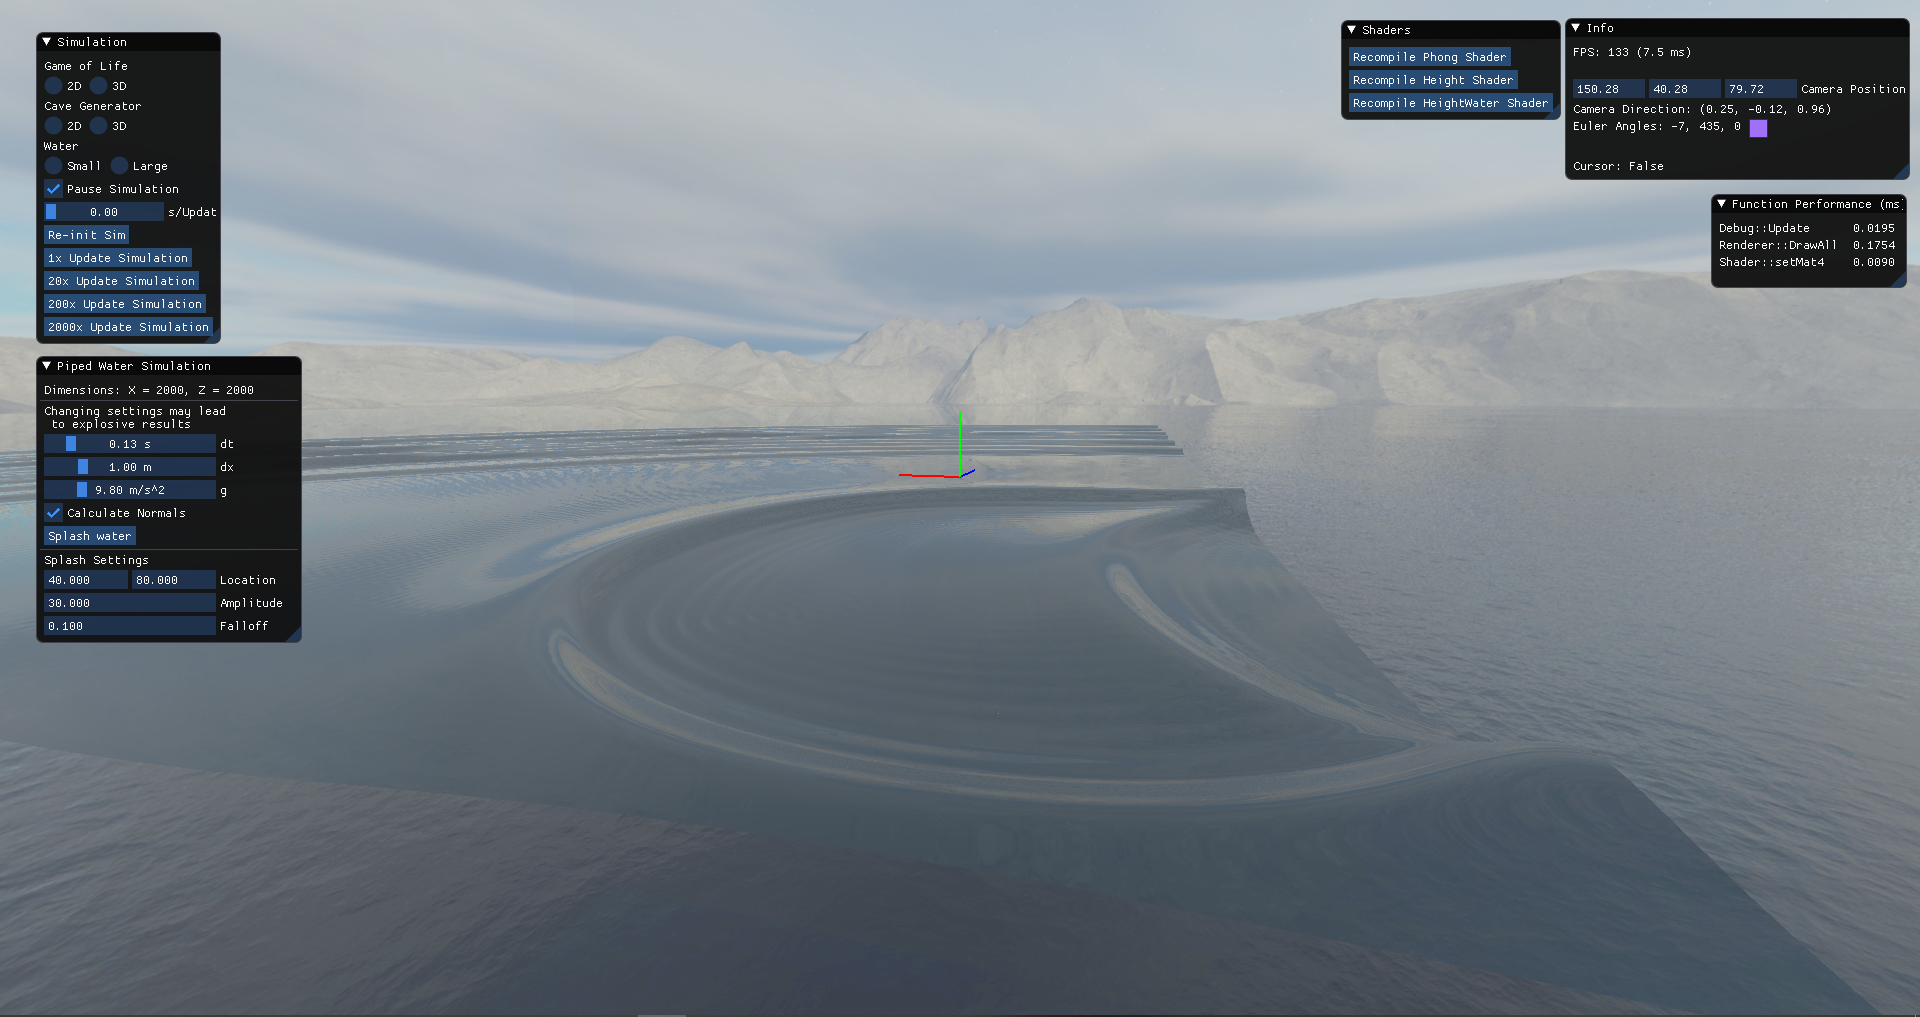 Simulation
Game of Life
2D 3D
Cave Generator
2D 3D
Water
Small Large
Pause Simulation
0.00 s/Updat
Re-init Sim
1x Update Simulation
20x Update Simulation
200x Update Simulation
2000x Update Simulation
Piped Water Simulation
Dimensions: X = 2000, Z = 2000
Changing settings may lead
to explosive results
0.13 s dt
1.00 m dx
9.80 m/s^2 g
Calculate Normals
Splash water
Splash Settings
40.000 80.000 Location
30.000 Amplitude
0.100 Falloff
Shaders
Recompile Phong Shader
Recompile Height Shader
Recompile HeightWater Shader
Info
FPS: 133 (7.5 ms)
150.28 40.28 79.72 Camera Position
Camera Direction: (0.25, -0.12, 0.96)
Euler Angles: -7, 435, 0
Cursor: False
Function Performance (ms
Debug::Update 0.0195
Renderer::DrawAll 0.1754
Shader::setMat4 0.0090